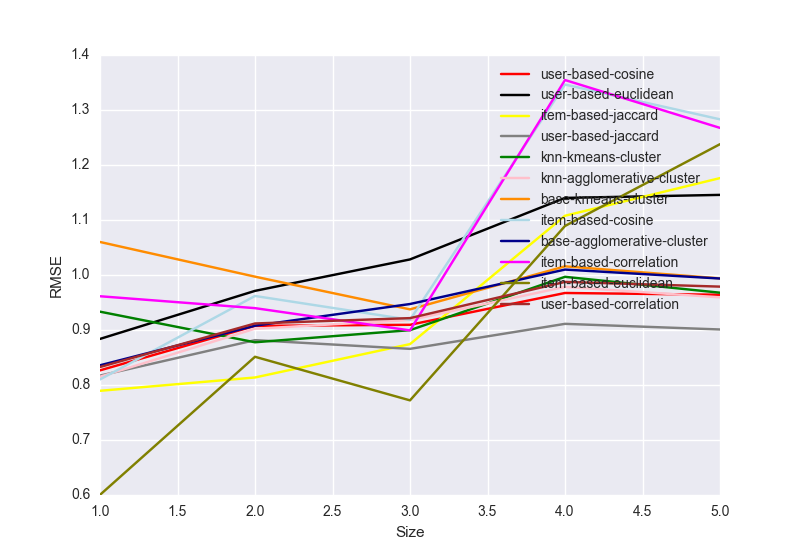 1.4
1.3
1.2
1.1
1.0
0.9
0.8
0.7
0.6
RMSE
1.0
1.5
2.0
2.5
3.0
3.5
4.0
4.5
5.0
Size
user-based-cosine
user-based-euclidean
item-based-jaccard
user-based-jaccard
knn-kmeans-cluster
knn-agglomerative-cluster
base-kmeans-cluster
item-based-cosine
base-agglomerative-cluster
item-based-correlation
item-based-euclidean
user-based-correlation